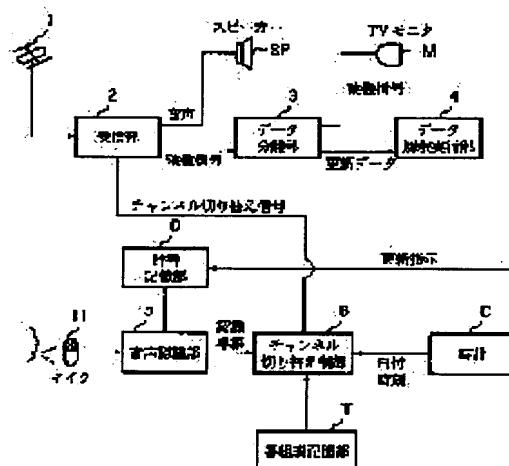 1
スピーカー
SP
TVモニタ
M
映像信号
2
受信部
音声
映像信号
3
データ
分離部
更新データ
4
データ
チャンネル切り替え信号
辞書
記憶部
更新指示
マイク
音声認識部
認識
結果
チャンネル
切り替え制御部
日付
時刻
C
時計
番組表記憶部